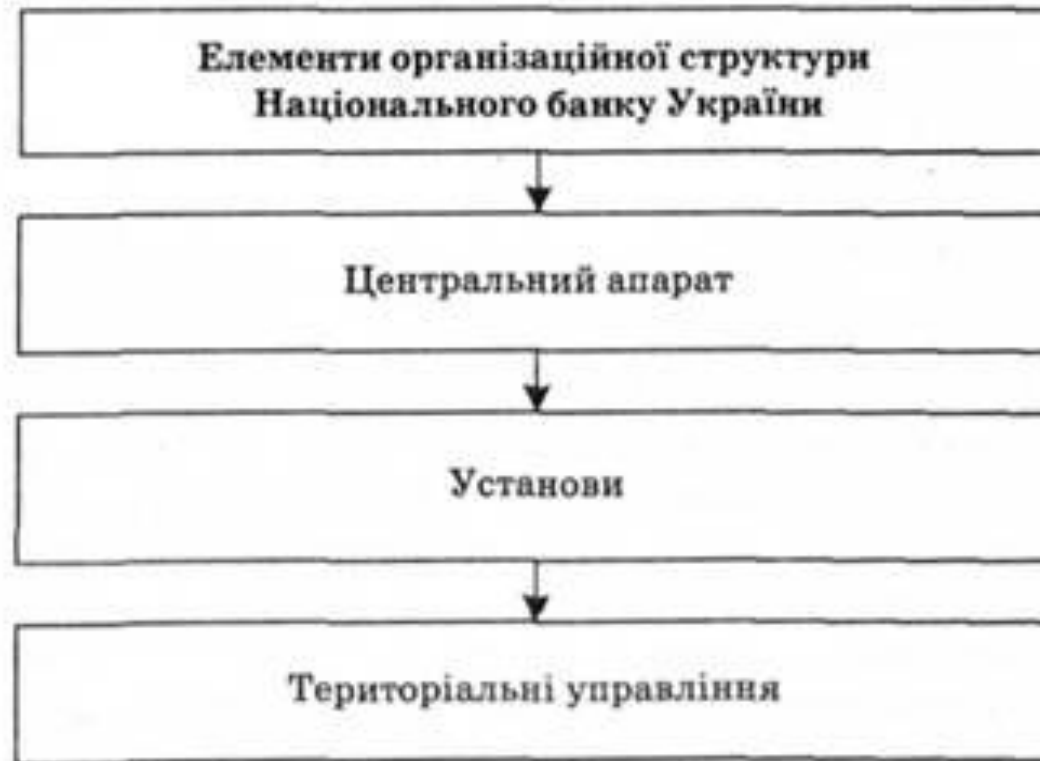 Елементи організаційної структури
Національного банку України
Центральний апарат
Установи
Територіальні управління